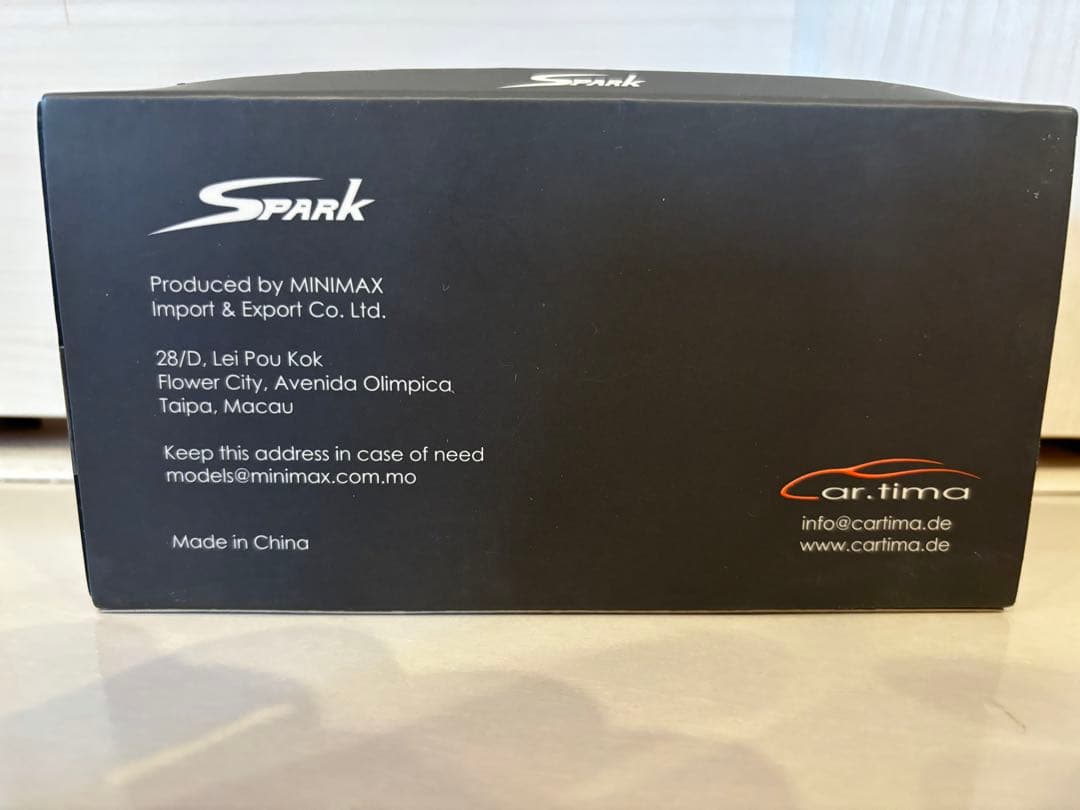 SPARK
SPARK
Produced by MINIMAX
Import & Export Co. Ltd.
28/D, Lei Pou Kok
Flower City, Avenida Olimpica
Taipa, Macau
Keep this address in case of need
models@minimax.com.mo
Made in China
Car.tima
info@cartima.de
www.cartima.de